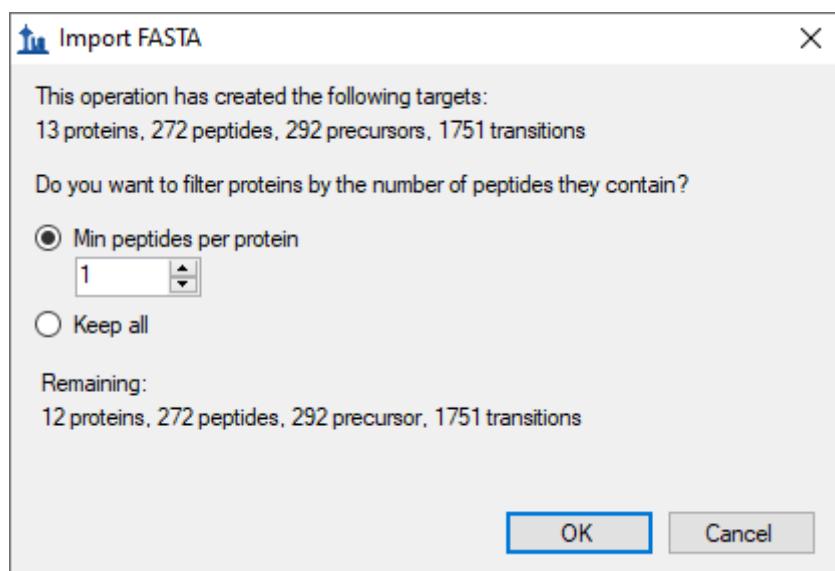 Import FASTA
This operation has created the following targets:
13 proteins, 272 peptides, 292 precursors, 1751 transitions
Do you want to filter proteins by the number of peptides they contain?
Min peptides per protein
1
Keep all
Remaining:
12 proteins, 272 peptides, 292 precursor, 1751 transitions
OK Cancel